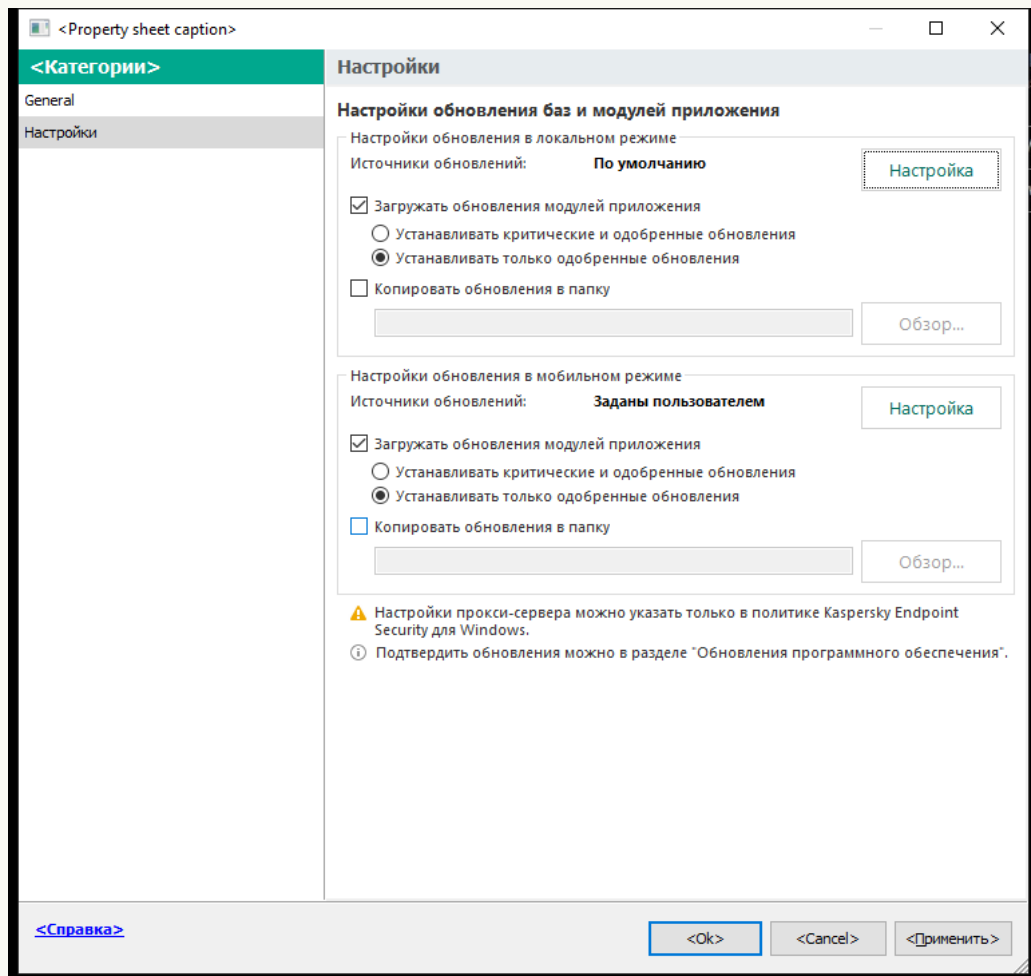 <Property sheet caption>
<Категории>
General
Настройки
Настройки
Настройки обновления баз и модулей приложения
Настройки обновления в локальном режиме
Источники обновлений: По умолчанию Настройка
Загружать обновления модулей приложения
Устанавливать критические и одобренные обновления
Устанавливать только одобренные обновления
Копировать обновления в папку
Обзор...
Настройки обновления в мобильном режиме
Источники обновлений: Заданы пользователем Настройка
Загружать обновления модулей приложения
Устанавливать критические и одобренные обновления
Устанавливать только одобренные обновления
Копировать обновления в папку
Обзор...
Настройки прокси-сервера можно указать только в политике Kaspersky Endpoint
Security для Windows.
Подтвердить обновления можно в разделе "Обновления программного обеспечения".
<Справка>
<Ok> <Cancel> <Применить>